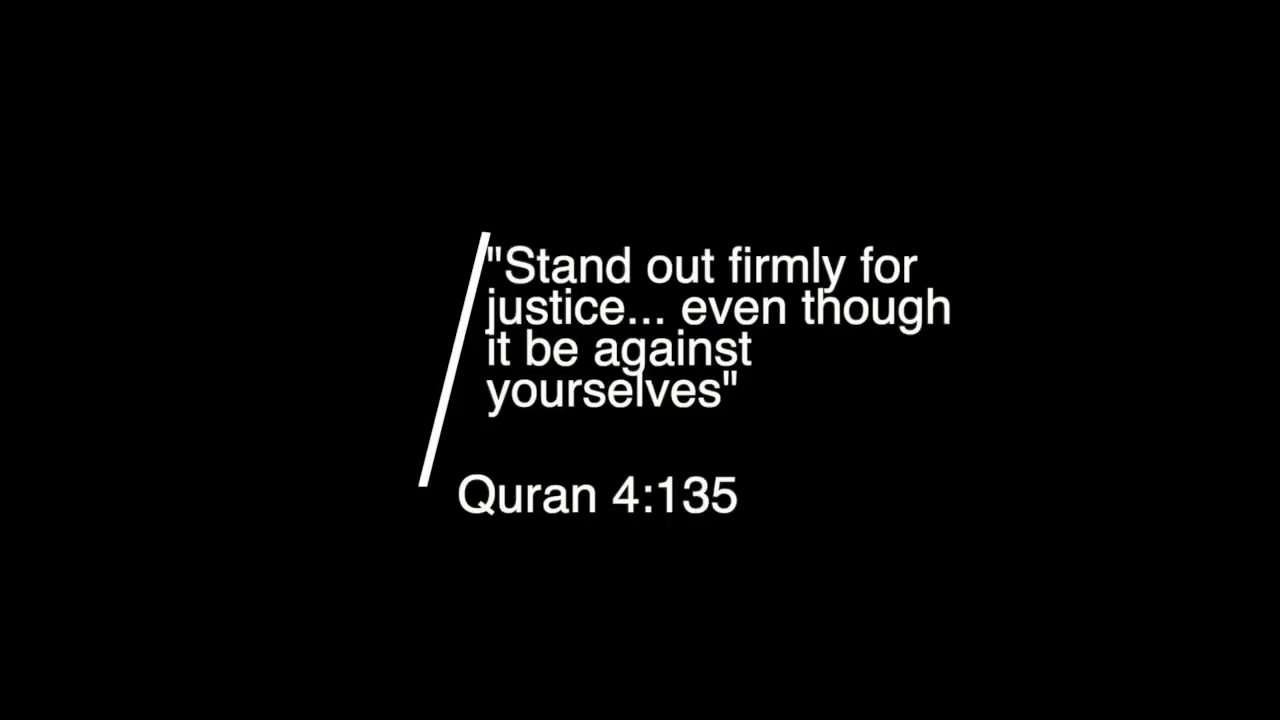 "Stand out firmly for
justice... even though
it be against
yourselves"
Quran 4:135